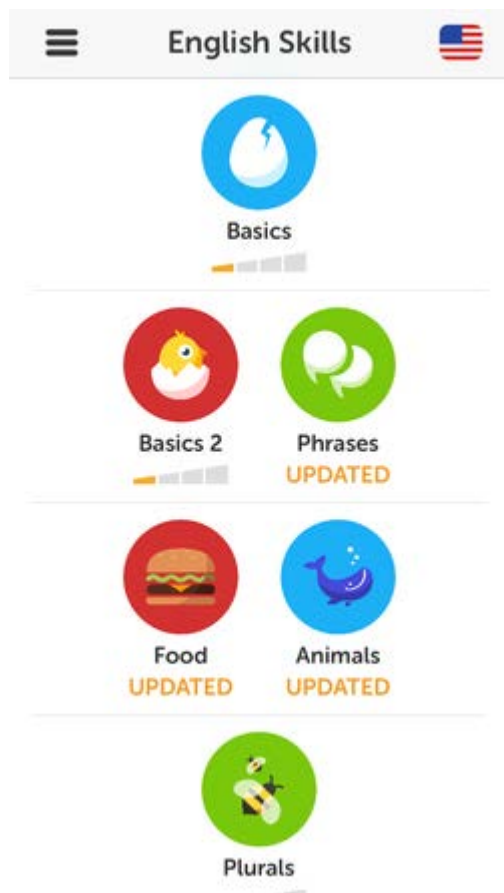 English Skills
Basics
Basics 2 Phrases
UPDATED
Food Animals
UPDATED UPDATED
Plurals